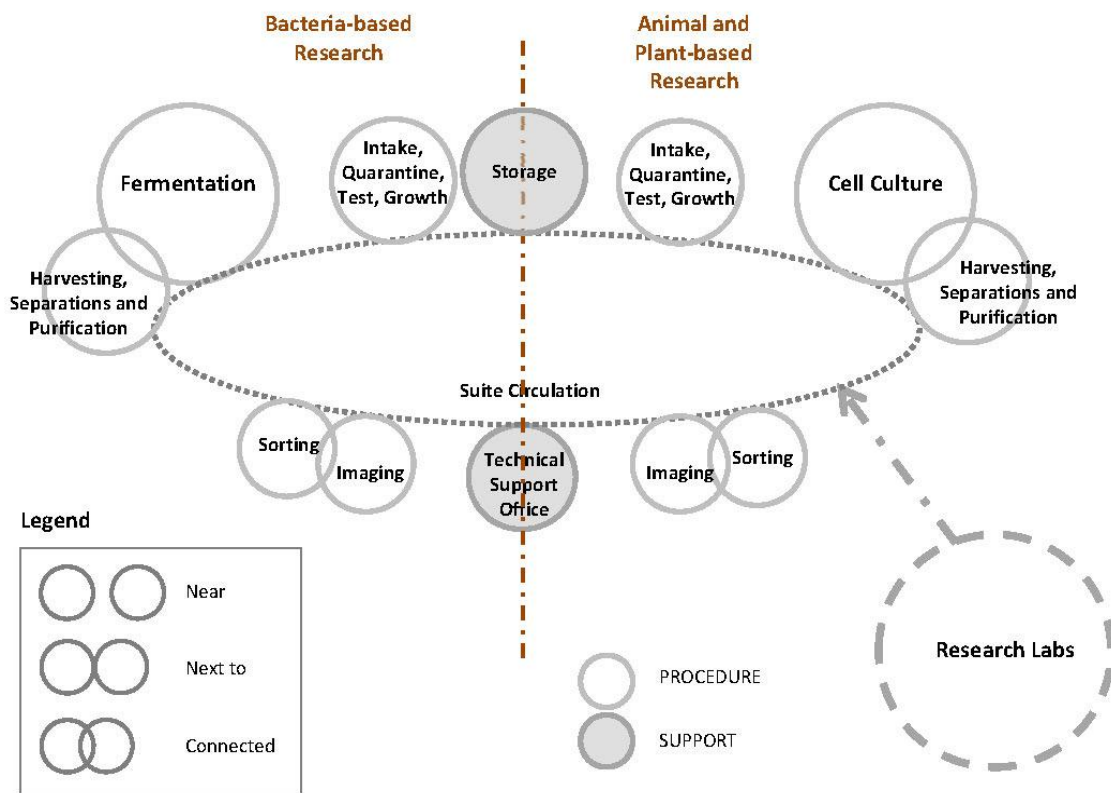 Bacteria-based
Research
Animal and
Plant-based
Research
Fermentation
Intake,
Quarantine,
Test, Growth
Storage
Intake,
Quarantine,
Test, Growth
Cell Culture
Harvesting,
Separations and
Purification
Harvesting,
Separations and
Purification
Suite Circulation
Sorting
Imaging
Technical
Support
Office
Imaging
Sorting
Legend
Near
Next to
Connected
PROCEDURE
SUPPORT
Research Labs